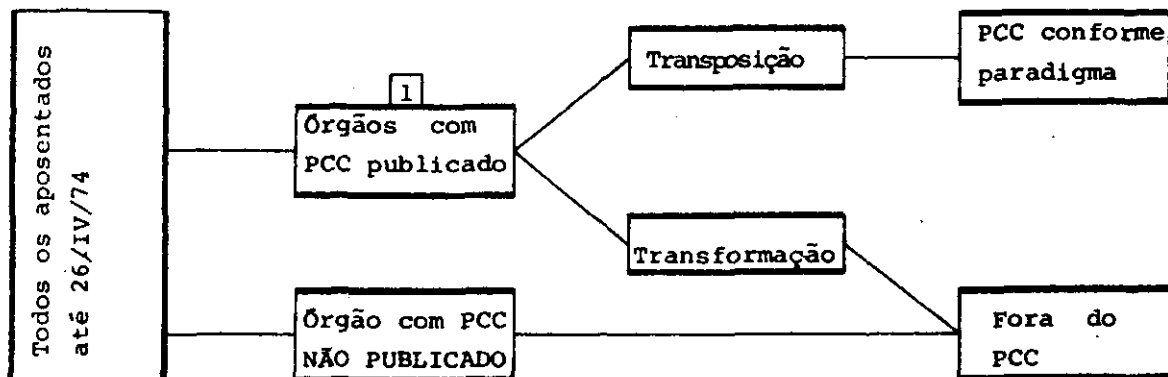 Todos os aposentados
até 26/IV/74
1
Órgãos com
PCC publicado
Órgão com PCC
NÃO PUBLICADO
Transposição
Transformação
PCC conforme
paradigma
Fora do
PCC